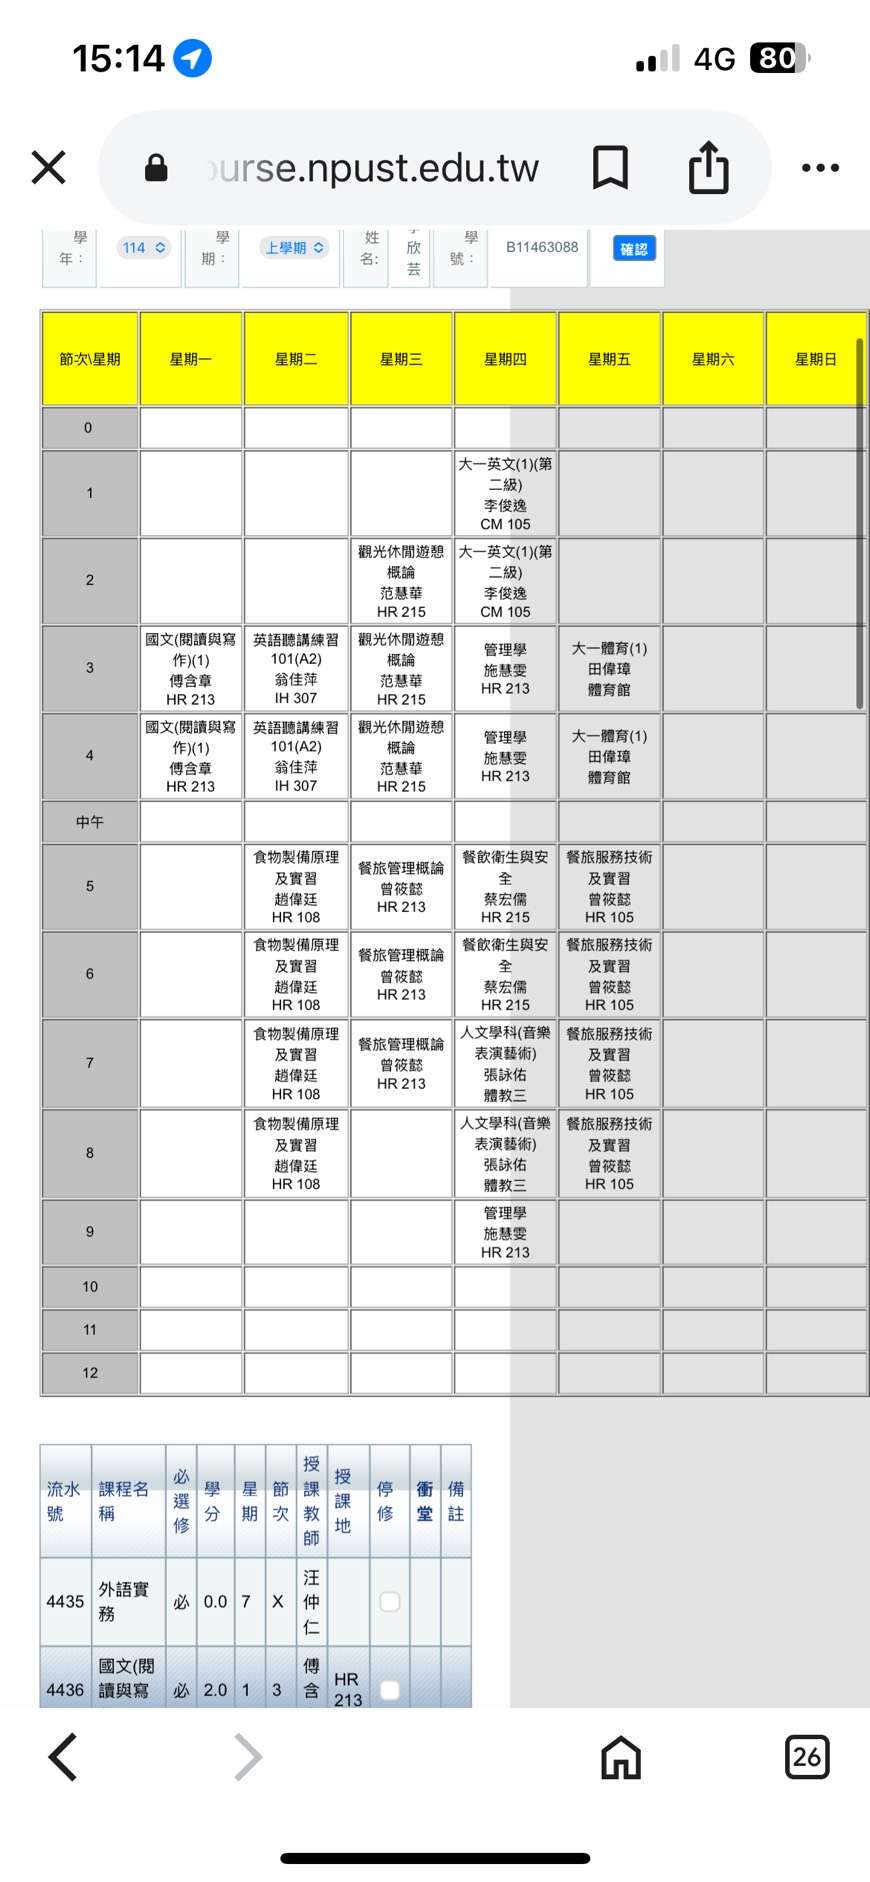 15:14 4G 80
urse.npust.edu.tw
學年： 114 學期： 上學期 姓名: 欣芸 學號： B11463088 確認
節次\星期 星期一 星期二 星期三 星期四 星期五 星期六 星期日
0
1 大一英文(1)(第二級) 李俊逸 CM 105
2 觀光休閒遊憩概論 范慧華 HR 215 大一英文(1)(第二級) 李俊逸 CM 105
3 國文(閱讀與寫作)(1) 傅含章 HR 213 英語聽講練習101(A2) 翁佳萍 IH 307 觀光休閒遊憩概論 范慧華 HR 215 管理學 施慧雯 HR 213 大一體育(1) 田偉璋 體育館
4 國文(閱讀與寫作)(1) 傅含章 HR 213 英語聽講練習101(A2) 翁佳萍 IH 307 觀光休閒遊憩概論 范慧華 HR 215 管理學 施慧雯 HR 213 大一體育(1) 田偉璋 體育館
中午
5 食物製備原理及實習 趙偉廷 HR 108 餐旅管理概論 曾筱懿 HR 213 餐飲衛生與安全 蔡宏儒 HR 215 餐旅服務技術及實習 曾筱懿 HR 105
6 食物製備原理及實習 趙偉廷 HR 108 餐旅管理概論 曾筱懿 HR 213 餐飲衛生與安全 蔡宏儒 HR 215 餐旅服務技術及實習 曾筱懿 HR 105
7 食物製備原理及實習 趙偉廷 HR 108 餐旅管理概論 曾筱懿 HR 213 人文學科(音樂表演藝術) 張詠佑 體教三 餐旅服務技術及實習 曾筱懿 HR 105
8 食物製備原理及實習 趙偉廷 HR 108 人文學科(音樂表演藝術) 張詠佑 體教三 餐旅服務技術及實習 曾筱懿 HR 105
9 管理學 施慧雯 HR 213
10
11
12
流水號 課程名稱 必選修 學分 星期 節次 授課教師 授課地 停修 衝堂 備註
4435 外語實務 必 0.0 7 X 汪仲仁
4436 國文(閱讀與寫 必 2.0 1 3 傅含 HR 213
26